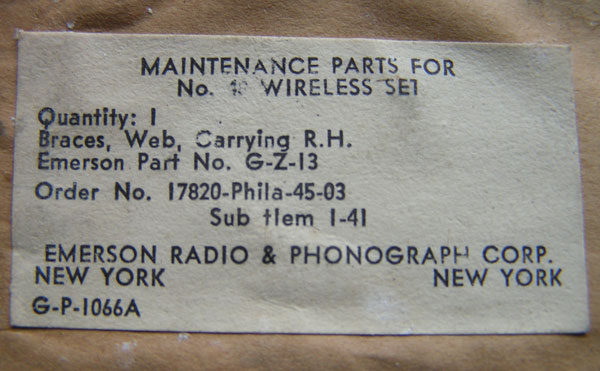 MAINTENANCE PARTS FOR
No. WIRELESS SET
Quantity: 1
Braces, Web, Carrying R.H.
Emerson Part No. G-Z-13
Order No. 17820-Phila-45-03
Sub Item 1-41
EMERSON RADIO & PHONOGRAPH CORP.
NEW YORK NEW YORK
G-P-1066A